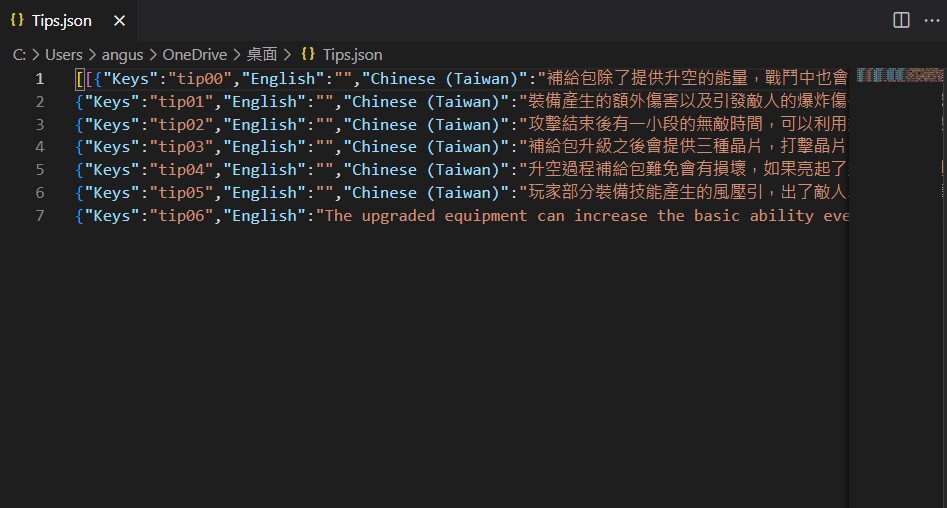 {} Tips.json ×
C: > Users > angus > OneDrive > 桌面 > {} Tips.json
1 [[{"Keys":"tip00","English":"","Chinese (Taiwan)":"補給包除了提供升空的能量，戰鬥中也會
2 {"Keys":"tip01","English":"","Chinese (Taiwan)":"裝備產生的額外傷害以及引發敵人的爆炸傷
3 {"Keys":"tip02","English":"","Chinese (Taiwan)":"攻擊結束後有一小段的無敵時間，可以利用
4 {"Keys":"tip03","English":"","Chinese (Taiwan)":"補給包升級之後會提供三種晶片，打擊晶片
5 {"Keys":"tip04","English":"","Chinese (Taiwan)":"升空過程補給包難免會有損壞，如果亮起了
6 {"Keys":"tip05","English":"","Chinese (Taiwan)":"玩家部分裝備技能產生的風壓引，出了敵人
7 {"Keys":"tip06","English":"The upgraded equipment can increase the basic ability eve